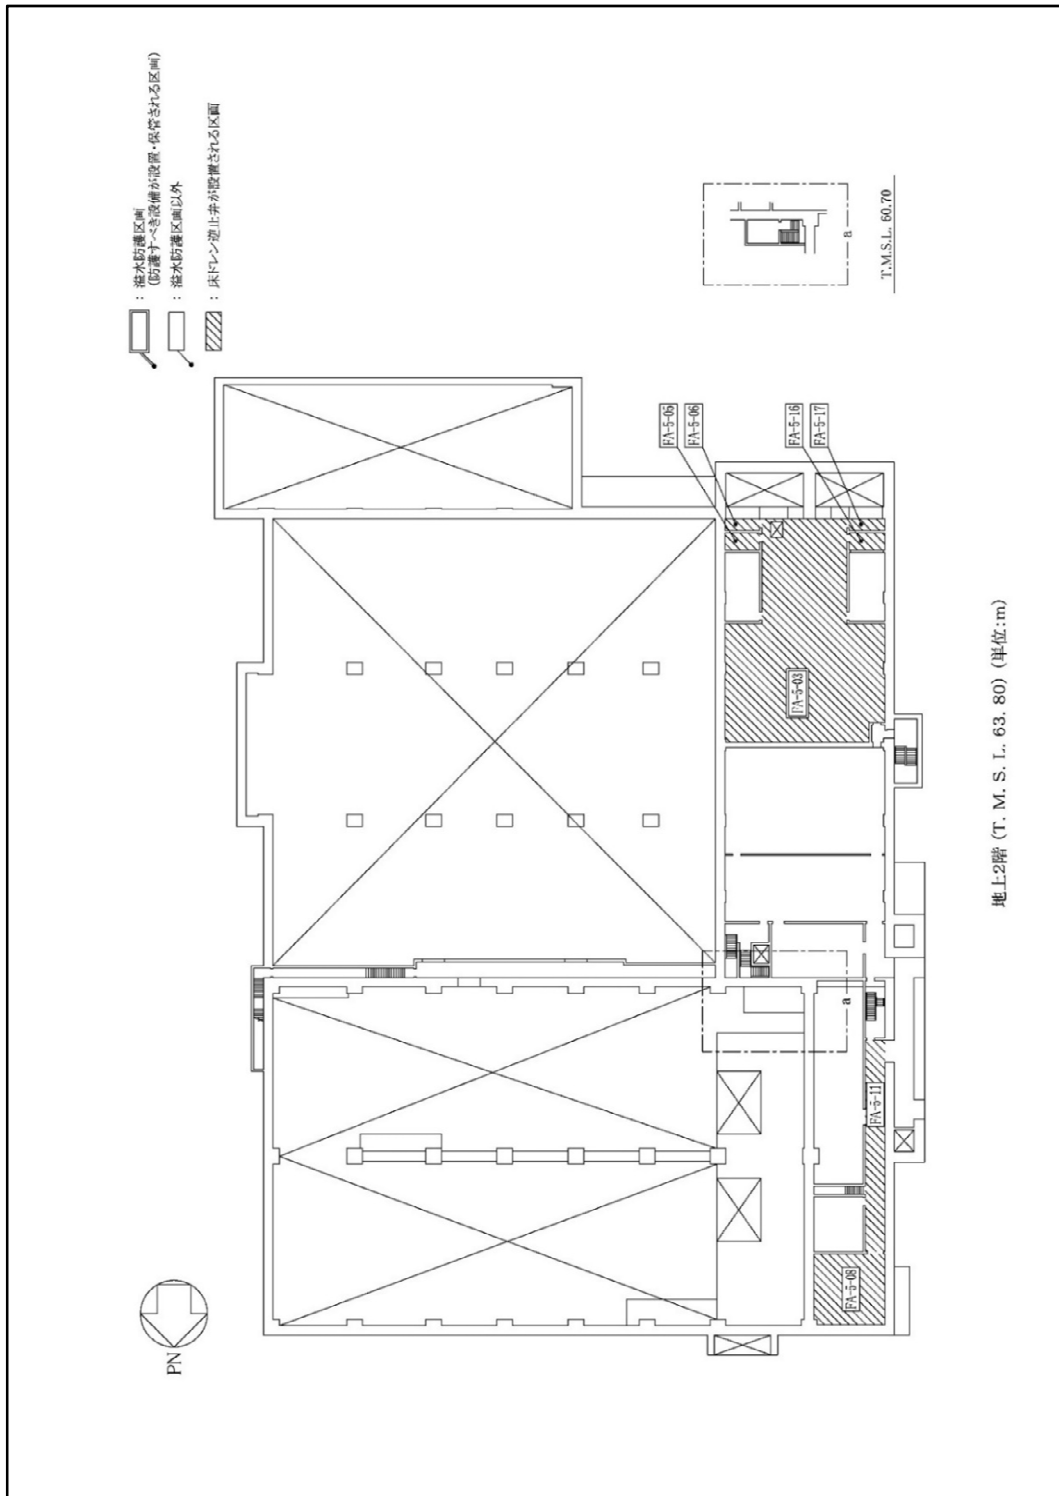 ：溢水防護区画
(防護すべき設備が設置・保管される区画)
：溢水防護区画以外
：床ドレン逆止弁が設置される区画
a
T.M.S.L. 60.70
FA-5-05
FA-5-06
FA-5-16
FA-5-17
FA-5-03
a
FA-5-11
FA-5-08
PN
地上2階 (T. M. S. L. 63. 80) (単位:m)